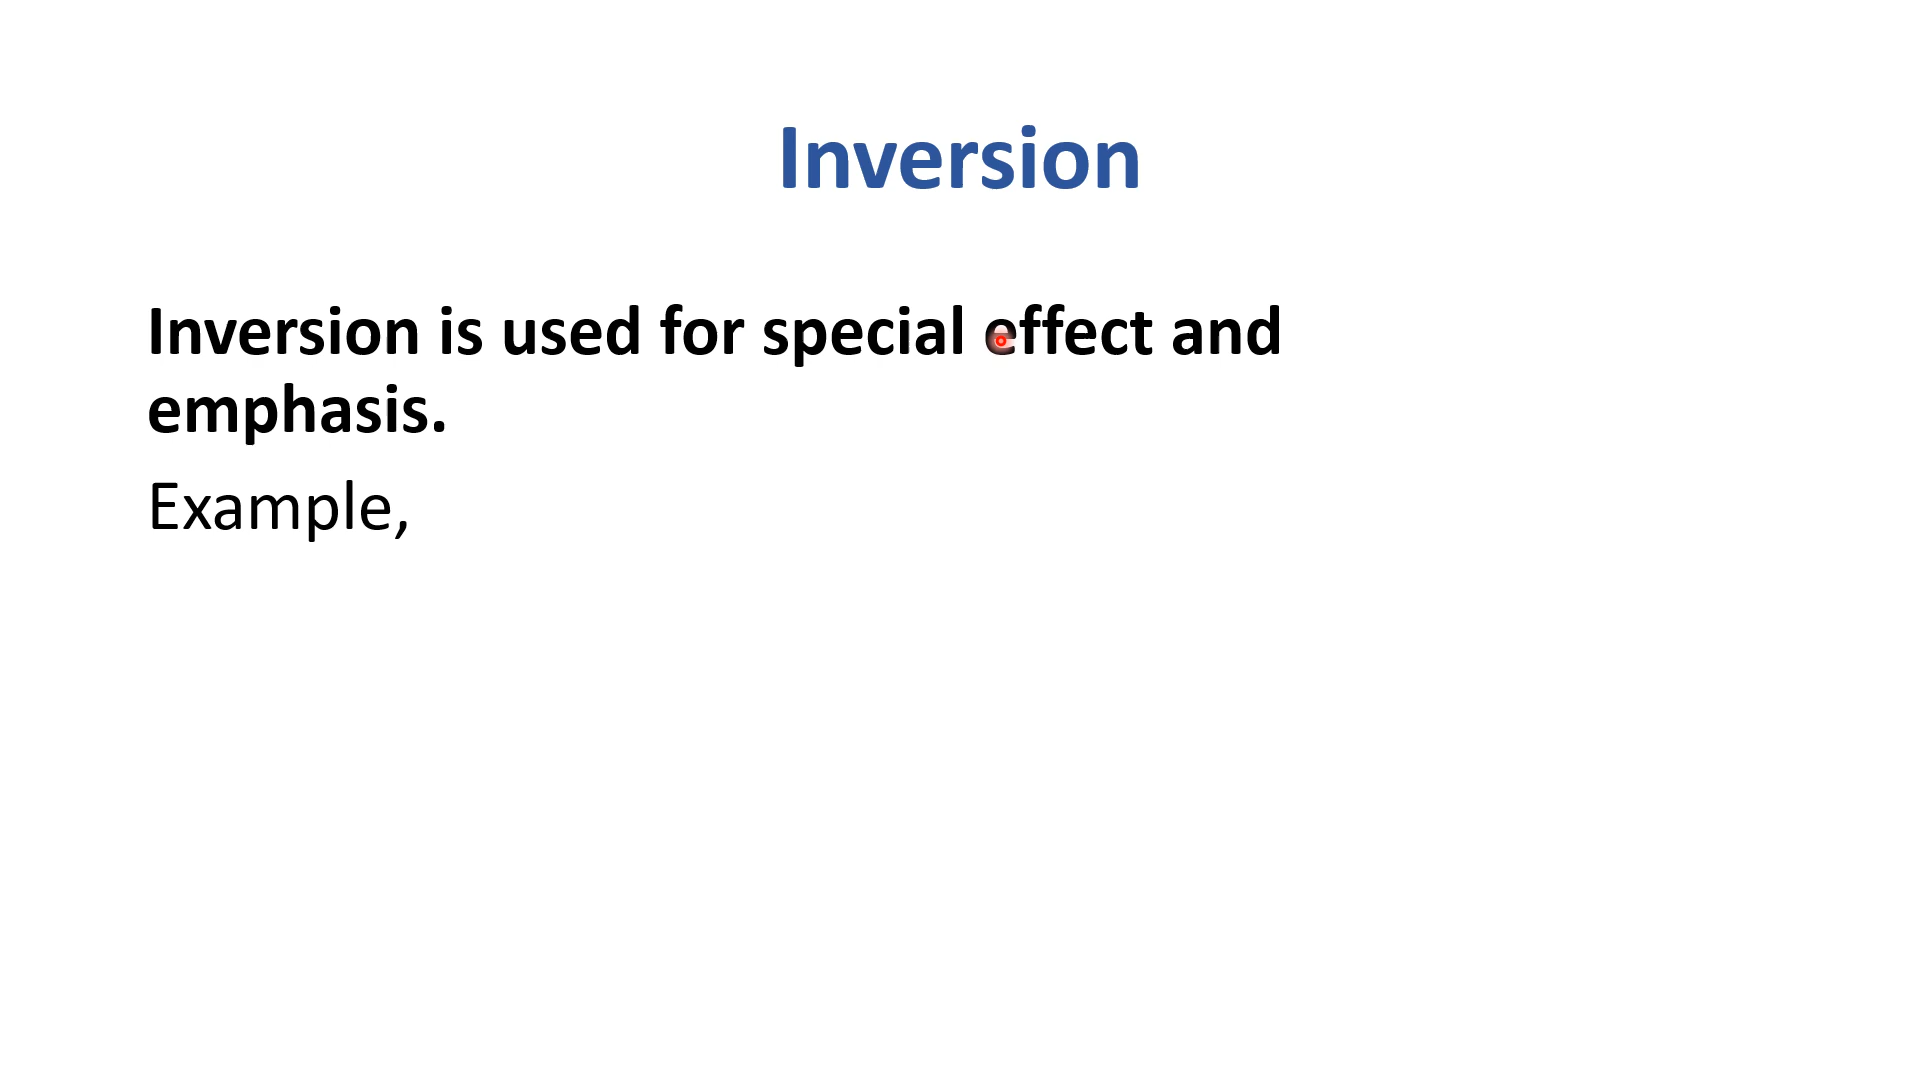 Inversion
Inversion is used for special effect and
emphasis.
Example,